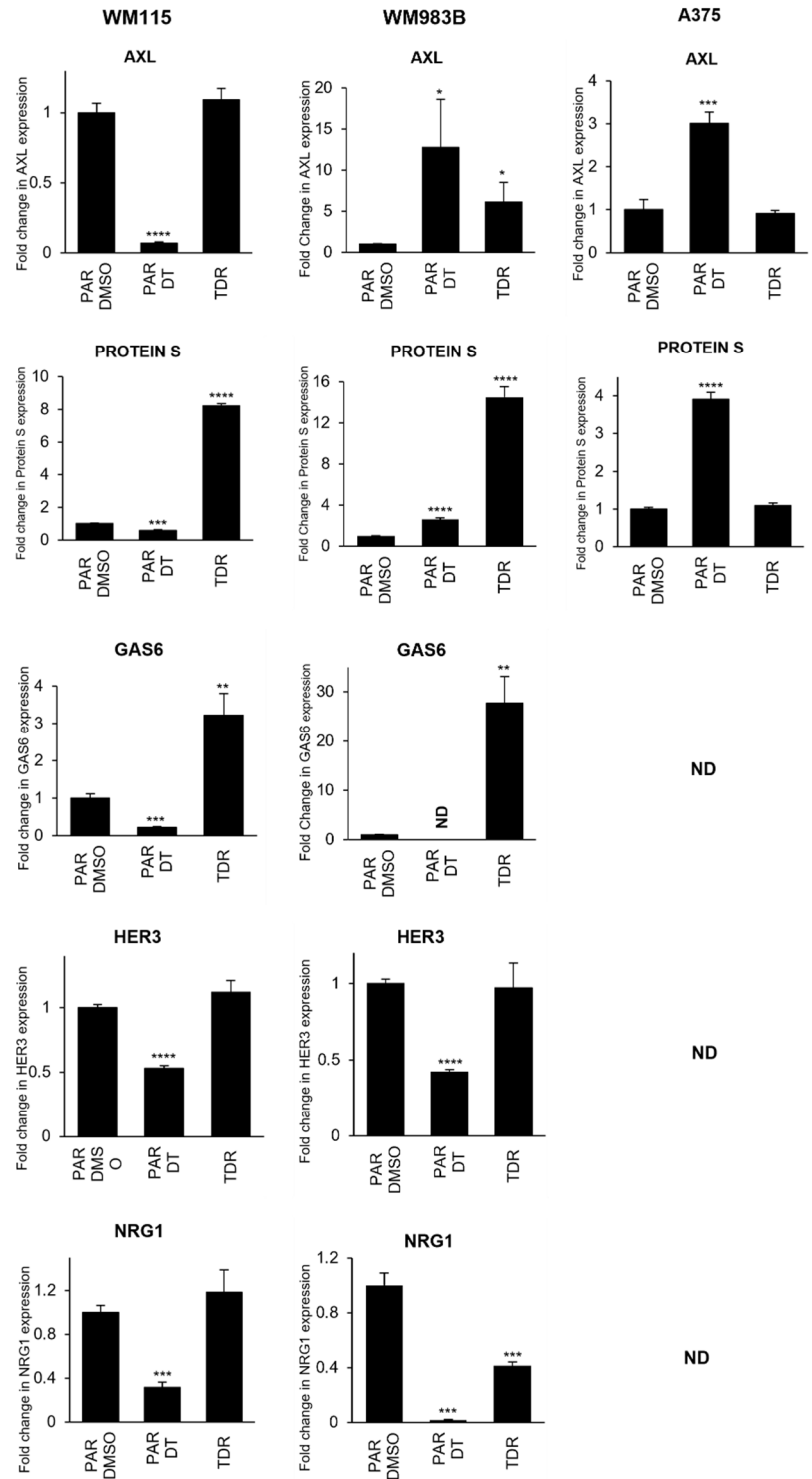 WM115
WM983B
A375
AXL
Fold change in AXL expression
1
0.5
0
****
PAR DMSO
PAR DT
TDR
AXL
Fold Change in AXL expression
20
15
10
5
0
*
*
PAR DMSO
PAR DT
TDR
AXL
Fold change in AXL expression
4
3
2
1
0
***
PAR DMSO
PAR DT
TDR
PROTEIN S
Fold change in Protein S expression
10
8
6
4
2
0
***
****
PAR DMSO
PAR DT
TDR
PROTEIN S
Fold Change in Protein S expression
16
12
8
4
0
****
****
PAR DMSO
PAR DT
TDR
PROTEIN S
Fold change in Protein S expression
4
3
2
1
0
****
PAR DMSO
PAR DT
TDR
GAS6
Fold change in GAS6 expression
4
3
2
1
0
***
**
PAR DMSO
PAR DT
TDR
GAS6
Fold Change in GAS6 expression
30
20
10
0
ND
**
PAR DMSO
PAR DT
TDR
ND
HER3
Fold change in HER3 expression
1
0.5
0
****
PAR DMS O
PAR DT
TDR
HER3
Fold change in HER3 expression
1
0.5
0
****
PAR DMSO
PAR DT
TDR
ND
NRG1
Fold change in NRG1 expression
1.2
0.8
0.4
0
***
PAR DMSO
PAR DT
TDR
NRG1
Fold change in NRG1 expression
1.2
0.8
0.4
0
***
***
PAR DMSO
PAR DT
TDR
ND